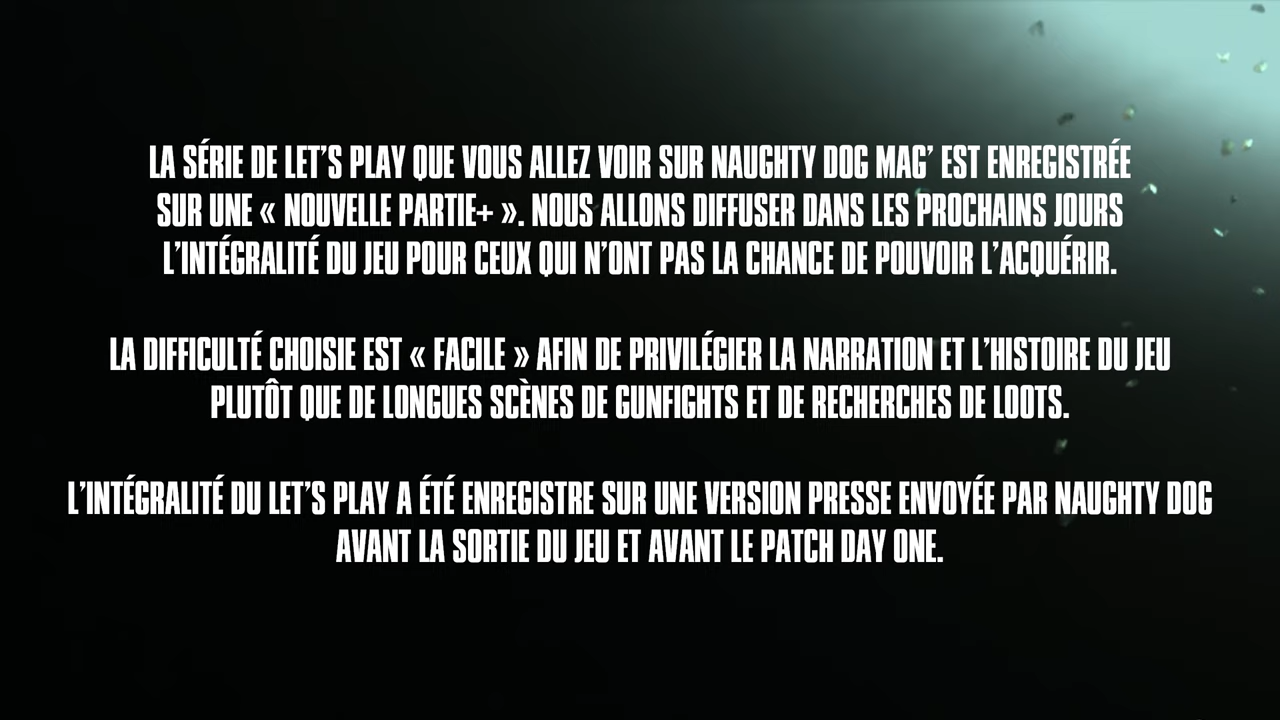 LA SÉRIE DE LET'S PLAY QUE VOUS ALLEZ VOIR SUR NAUGHTY DOG MAG' EST ENREGISTRÉE
SUR UNE « NOUVELLE PARTIE+ ». NOUS ALLONS DIFFUSER DANS LES PROCHAINS JOURS
L'INTÉGRALITÉ DU JEU POUR CEUX QUI N'ONT PAS LA CHANCE DE POUVOIR L'ACQUÉRIR.
LA DIFFICULTÉ CHOISIE EST « FACILE » AFIN DE PRIVILÉGIER LA NARRATION ET L'HISTOIRE DU JEU
PLUTÔT QUE DE LONGUES SCÈNES DE GUNFIGHTS ET DE RECHERCHES DE LOOTS.
L'INTÉGRALITÉ DU LET'S PLAY A ÉTÉ ENREGISTRE SUR UNE VERSION PRESSE ENVOYÉE PAR NAUGHTY DOG
AVANT LA SORTIE DU JEU ET AVANT LE PATCH DAY ONE.